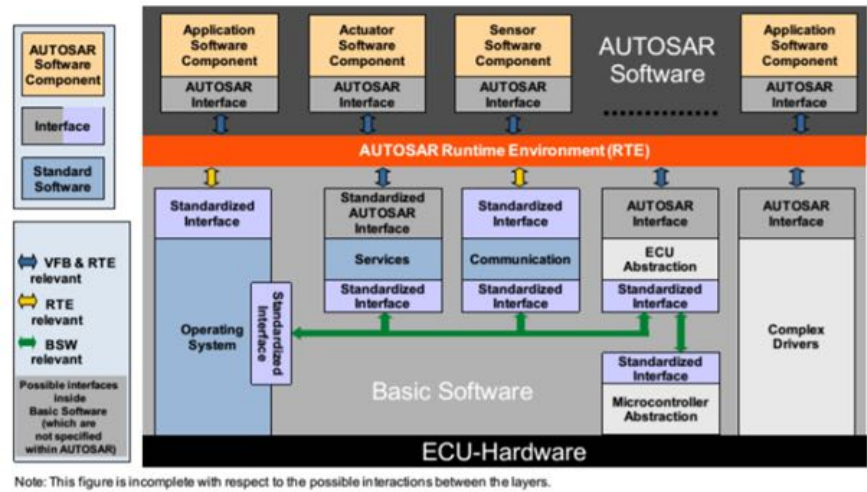 AUTOSAR
Software
Component
Interface
Standard
Software
VFB & RTE
relevant
RTE
relevant
BSW
relevant
Possible interfaces
inside
Basic Software
(which are
not specified
within AUTOSAR)
Application
Software
Component
AUTOSAR
Interface
Actuator
Software
Component
AUTOSAR
Interface
Sensor
Software
Component
AUTOSAR
Interface
AUTOSAR
Software
Application
Software
Component
AUTOSAR
Interface
AUTOSAR Runtime Environment (RTE)
Standardized
Interface
Operating
System
Standardized
Interface
Standardized
AUTOSAR
Interface
Services
Standardized
Interface
Standardized
Interface
Communication
Standardized
Interface
AUTOSAR
Interface
ECU
Abstraction
Standardized
Interface
Standardized
Interface
Microcontroller
Abstraction
AUTOSAR
Interface
Complex
Drivers
Basic Software
ECU-Hardware
Note: This figure is incomplete with respect to the possible interactions between the layers.